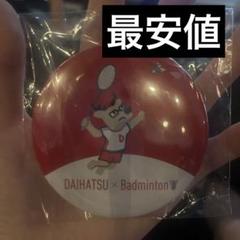 最安値
DAIHATSU × Badminton